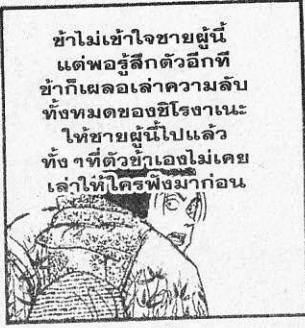 ข้าไม่เข้าใจชายผู้นี้
แต่พอรู้สึกตัวอีกที
ข้าก็เผลอเล่าความลับ
ทั้งหมดของชิโรงาเนะ
ให้ชายผู้นี้ไปแล้ว
ทั้งๆที่ตัวข้าเองไม่เคย
เล่าให้ใครฟังมาก่อน